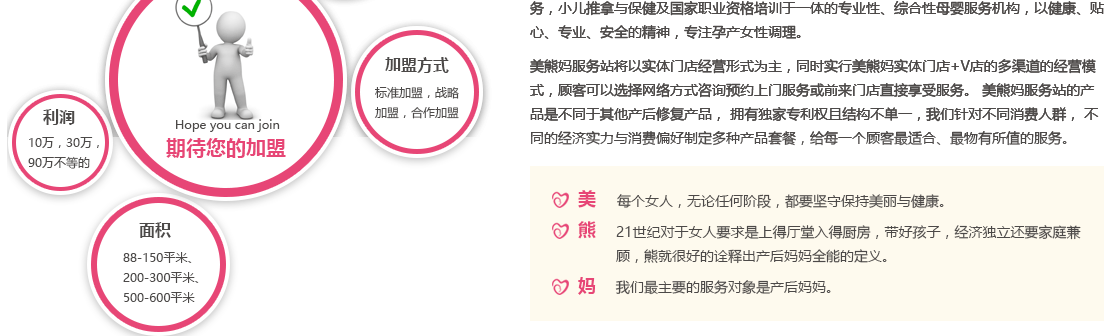 加盟方式
标准加盟，战略
加盟，合作加盟
利润
10万，30万，
90万不等的
Hope you can join
期待您的加盟
面积
88-150平米、
200-300平米、
500-600平米
务，小儿推拿与保健及国家职业资格培训于一体的专业性、综合性母婴服务机构，以健康、贴
心、专业、安全的精神，专注孕产女性调理。
美熊妈服务站将以实体门店经营形式为主，同时实行美熊妈实体门店+V店的多渠道的经营模
式，顾客可以选择网络方式咨询预约上门服务或前来门店直接享受服务。 美熊妈服务站的产
品是不同于其他产后修复产品， 拥有独家专利权且结构不单一，我们针对不同消费人群， 不
同的经济实力与消费偏好制定多种产品套餐，给每一个顾客最适合、最物有所值的服务。
美 每个女人，无论任何阶段，都要坚守保持美丽与健康。
熊 21世纪对于女人要求是上得厅堂入得厨房，带好孩子，经济独立还要家庭兼
顾，熊就很好的诠释出产后妈妈全能的定义。
妈 我们最主要的服务对象是产后妈妈。